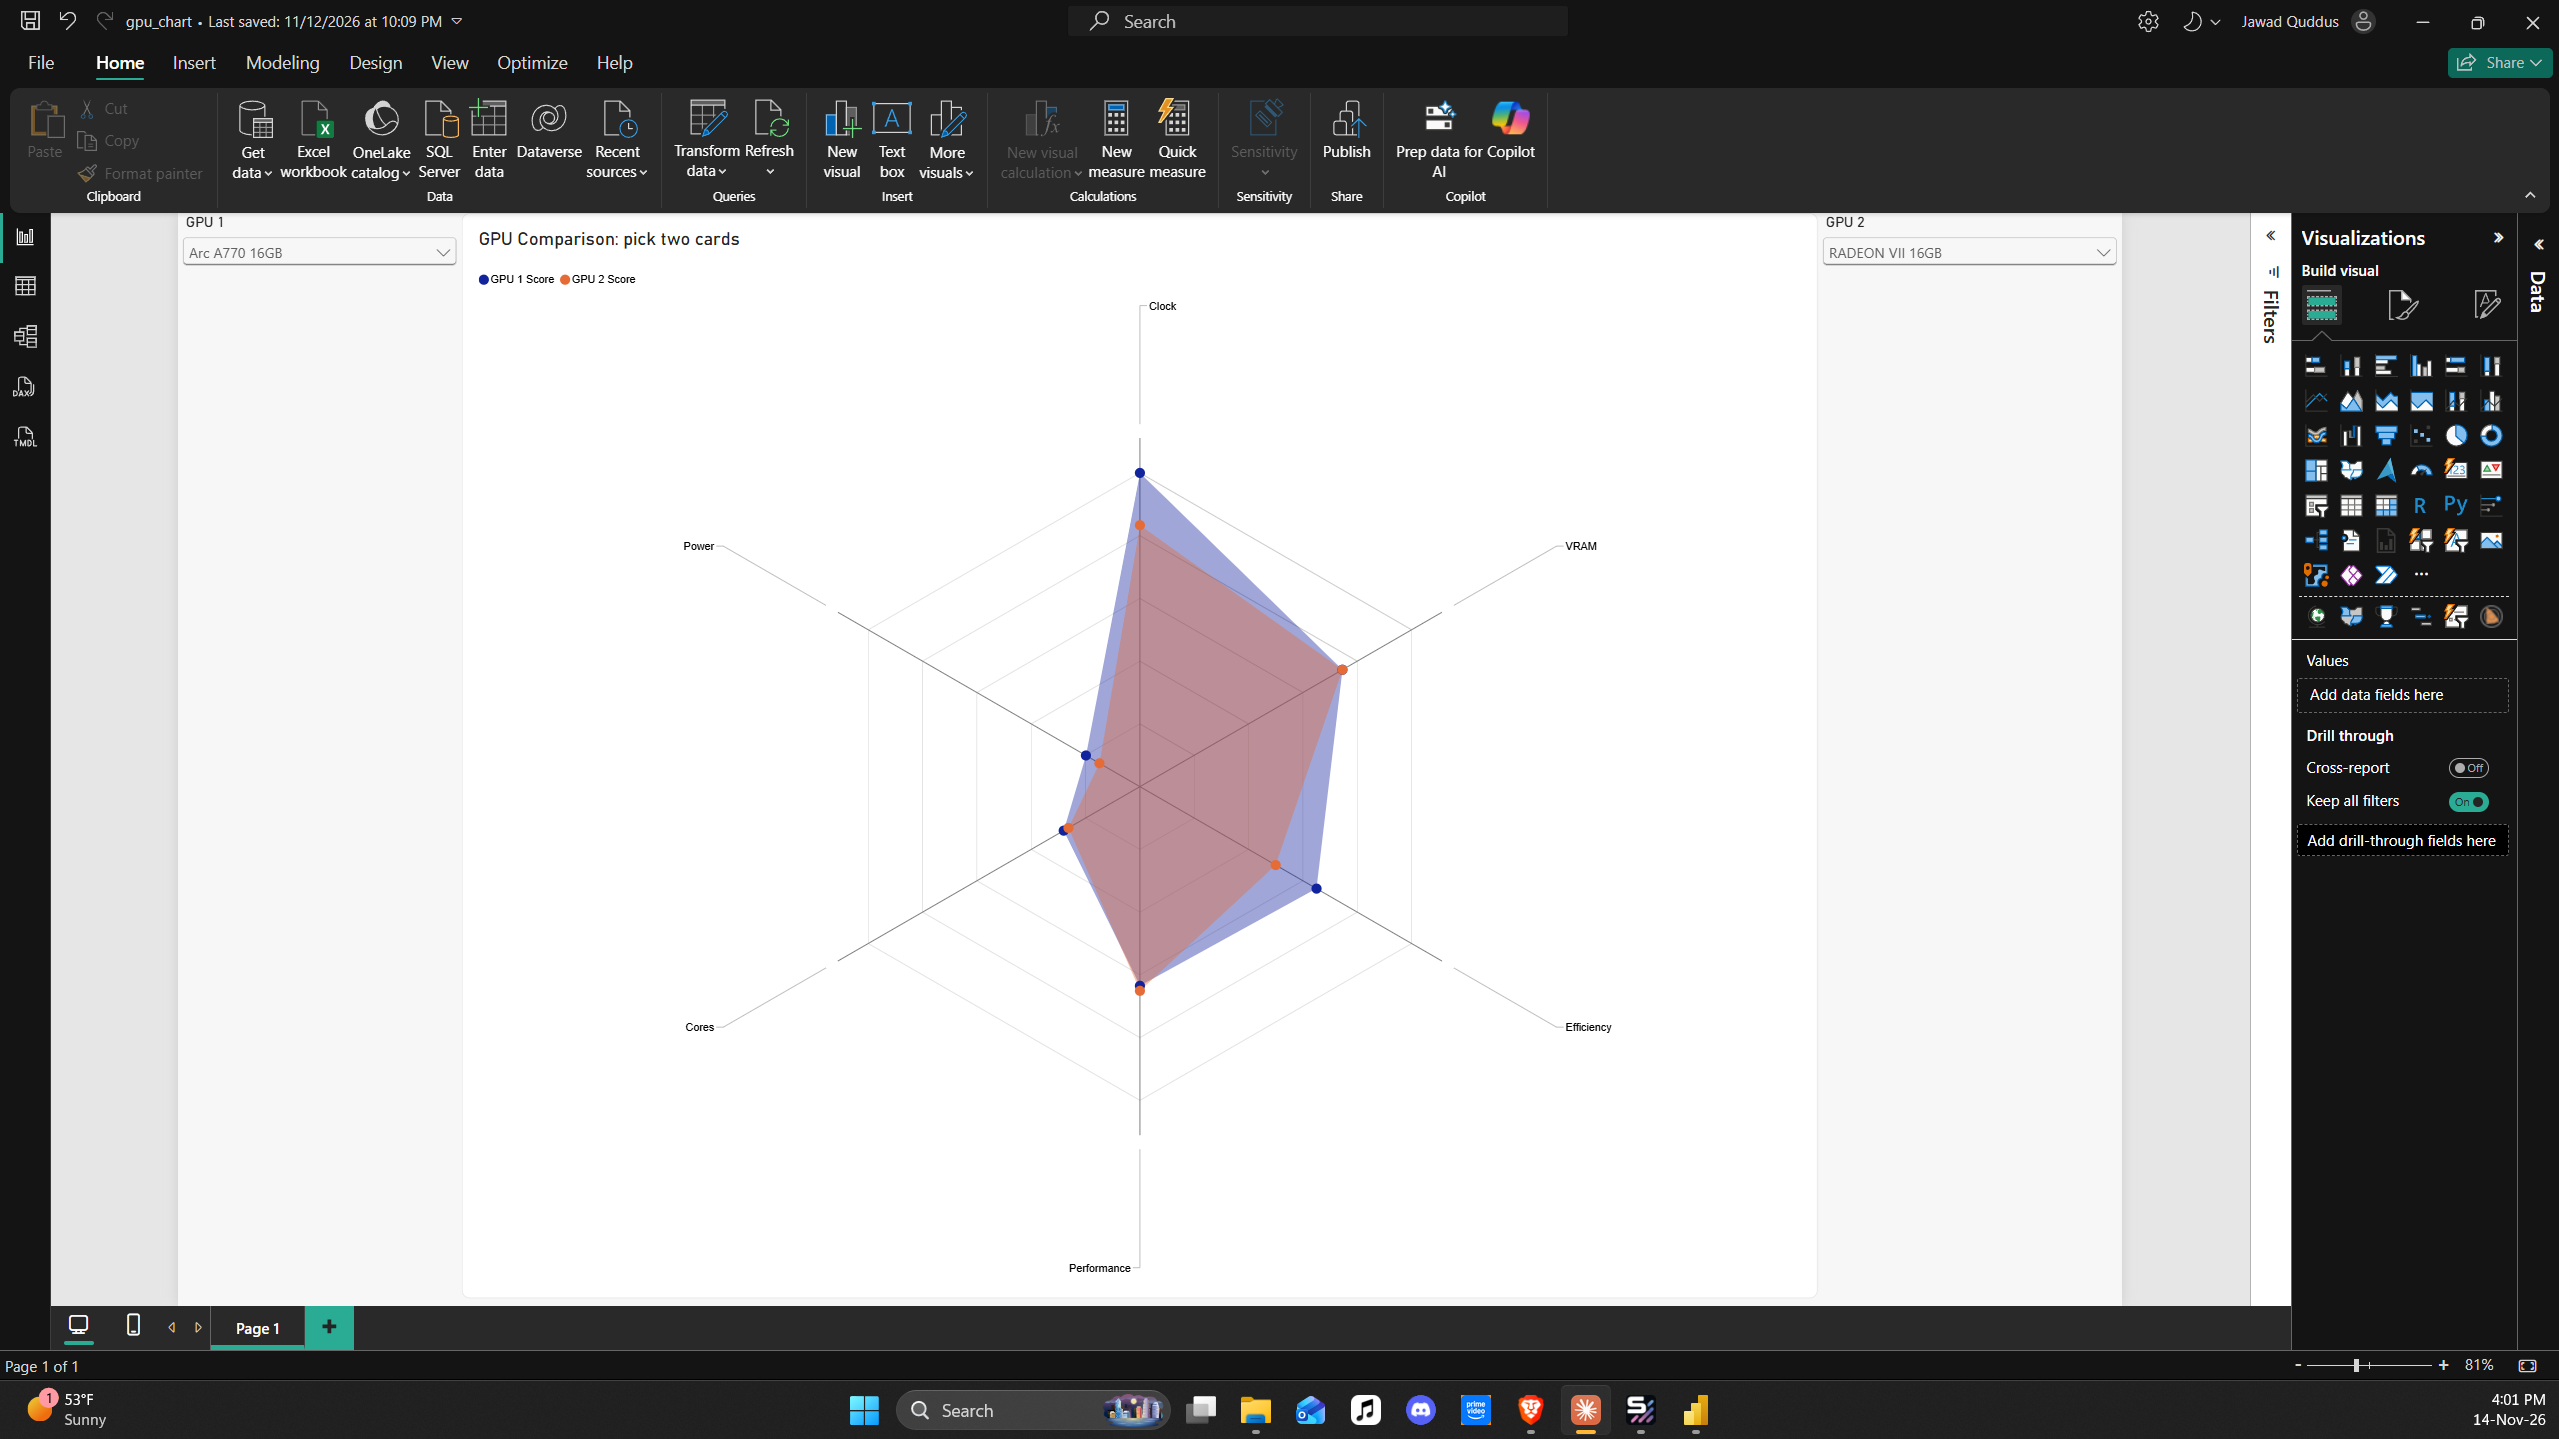 gpu_chart • Last saved: 11/12/2026 at 10:09 PM
Search
Jawad Quddus
File
Home
Insert
Modeling
Design
View
Optimize
Help
Share
Paste
Cut
Copy
Format painter
Clipboard
Get data
Excel workbook
OneLake catalog
SQL Server
Enter data
Dataverse
Recent sources
Data
Transform data
Refresh
Queries
New visual
Text box
More visuals
Insert
New visual calculation
New measure
Quick measure
Calculations
Sensitivity
Sensitivity
Publish
Share
Prep data for AI
Copilot
Copilot
DAX
TMDL
GPU 1
Arc A770 16GB
GPU Comparison: pick two cards
GPU 1 Score
GPU 2 Score
Clock
Power
VRAM
Cores
Efficiency
Performance
GPU 2
RADEON VII 16GB
Filters
Visualizations
Build visual
123
R
Py
Values
Add data fields here
Drill through
Cross-report
Off
Keep all filters
On
Add drill-through fields here
Data
Page 1
Page 1 of 1
81%
1
53°F
Sunny
Search
prime video
4:01 PM
14-Nov-26